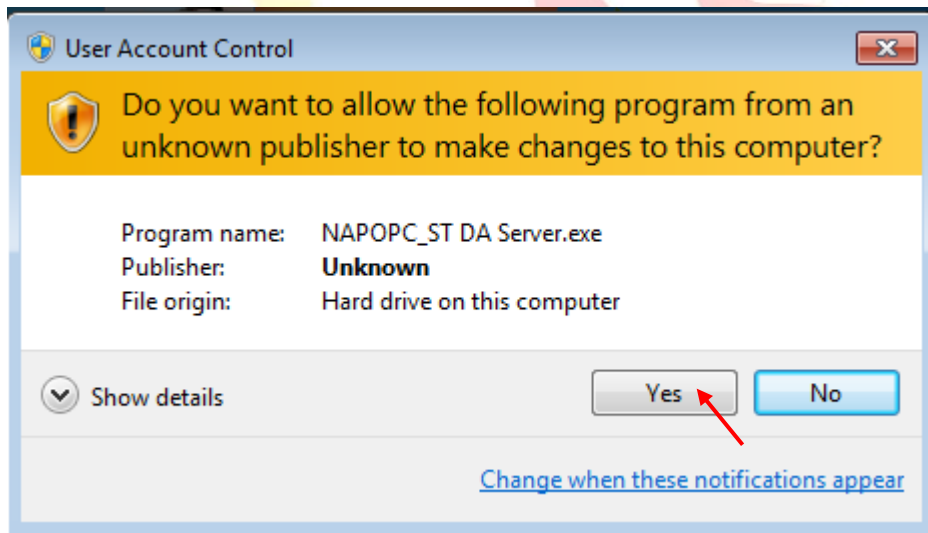 User Account Control
Do you want to allow the following program from an
unknown publisher to make changes to this computer?
Program name: NAPOPC_ST DA Server.exe
Publisher: Unknown
File origin: Hard drive on this computer
Show details
Yes
No
Change when these notifications appear